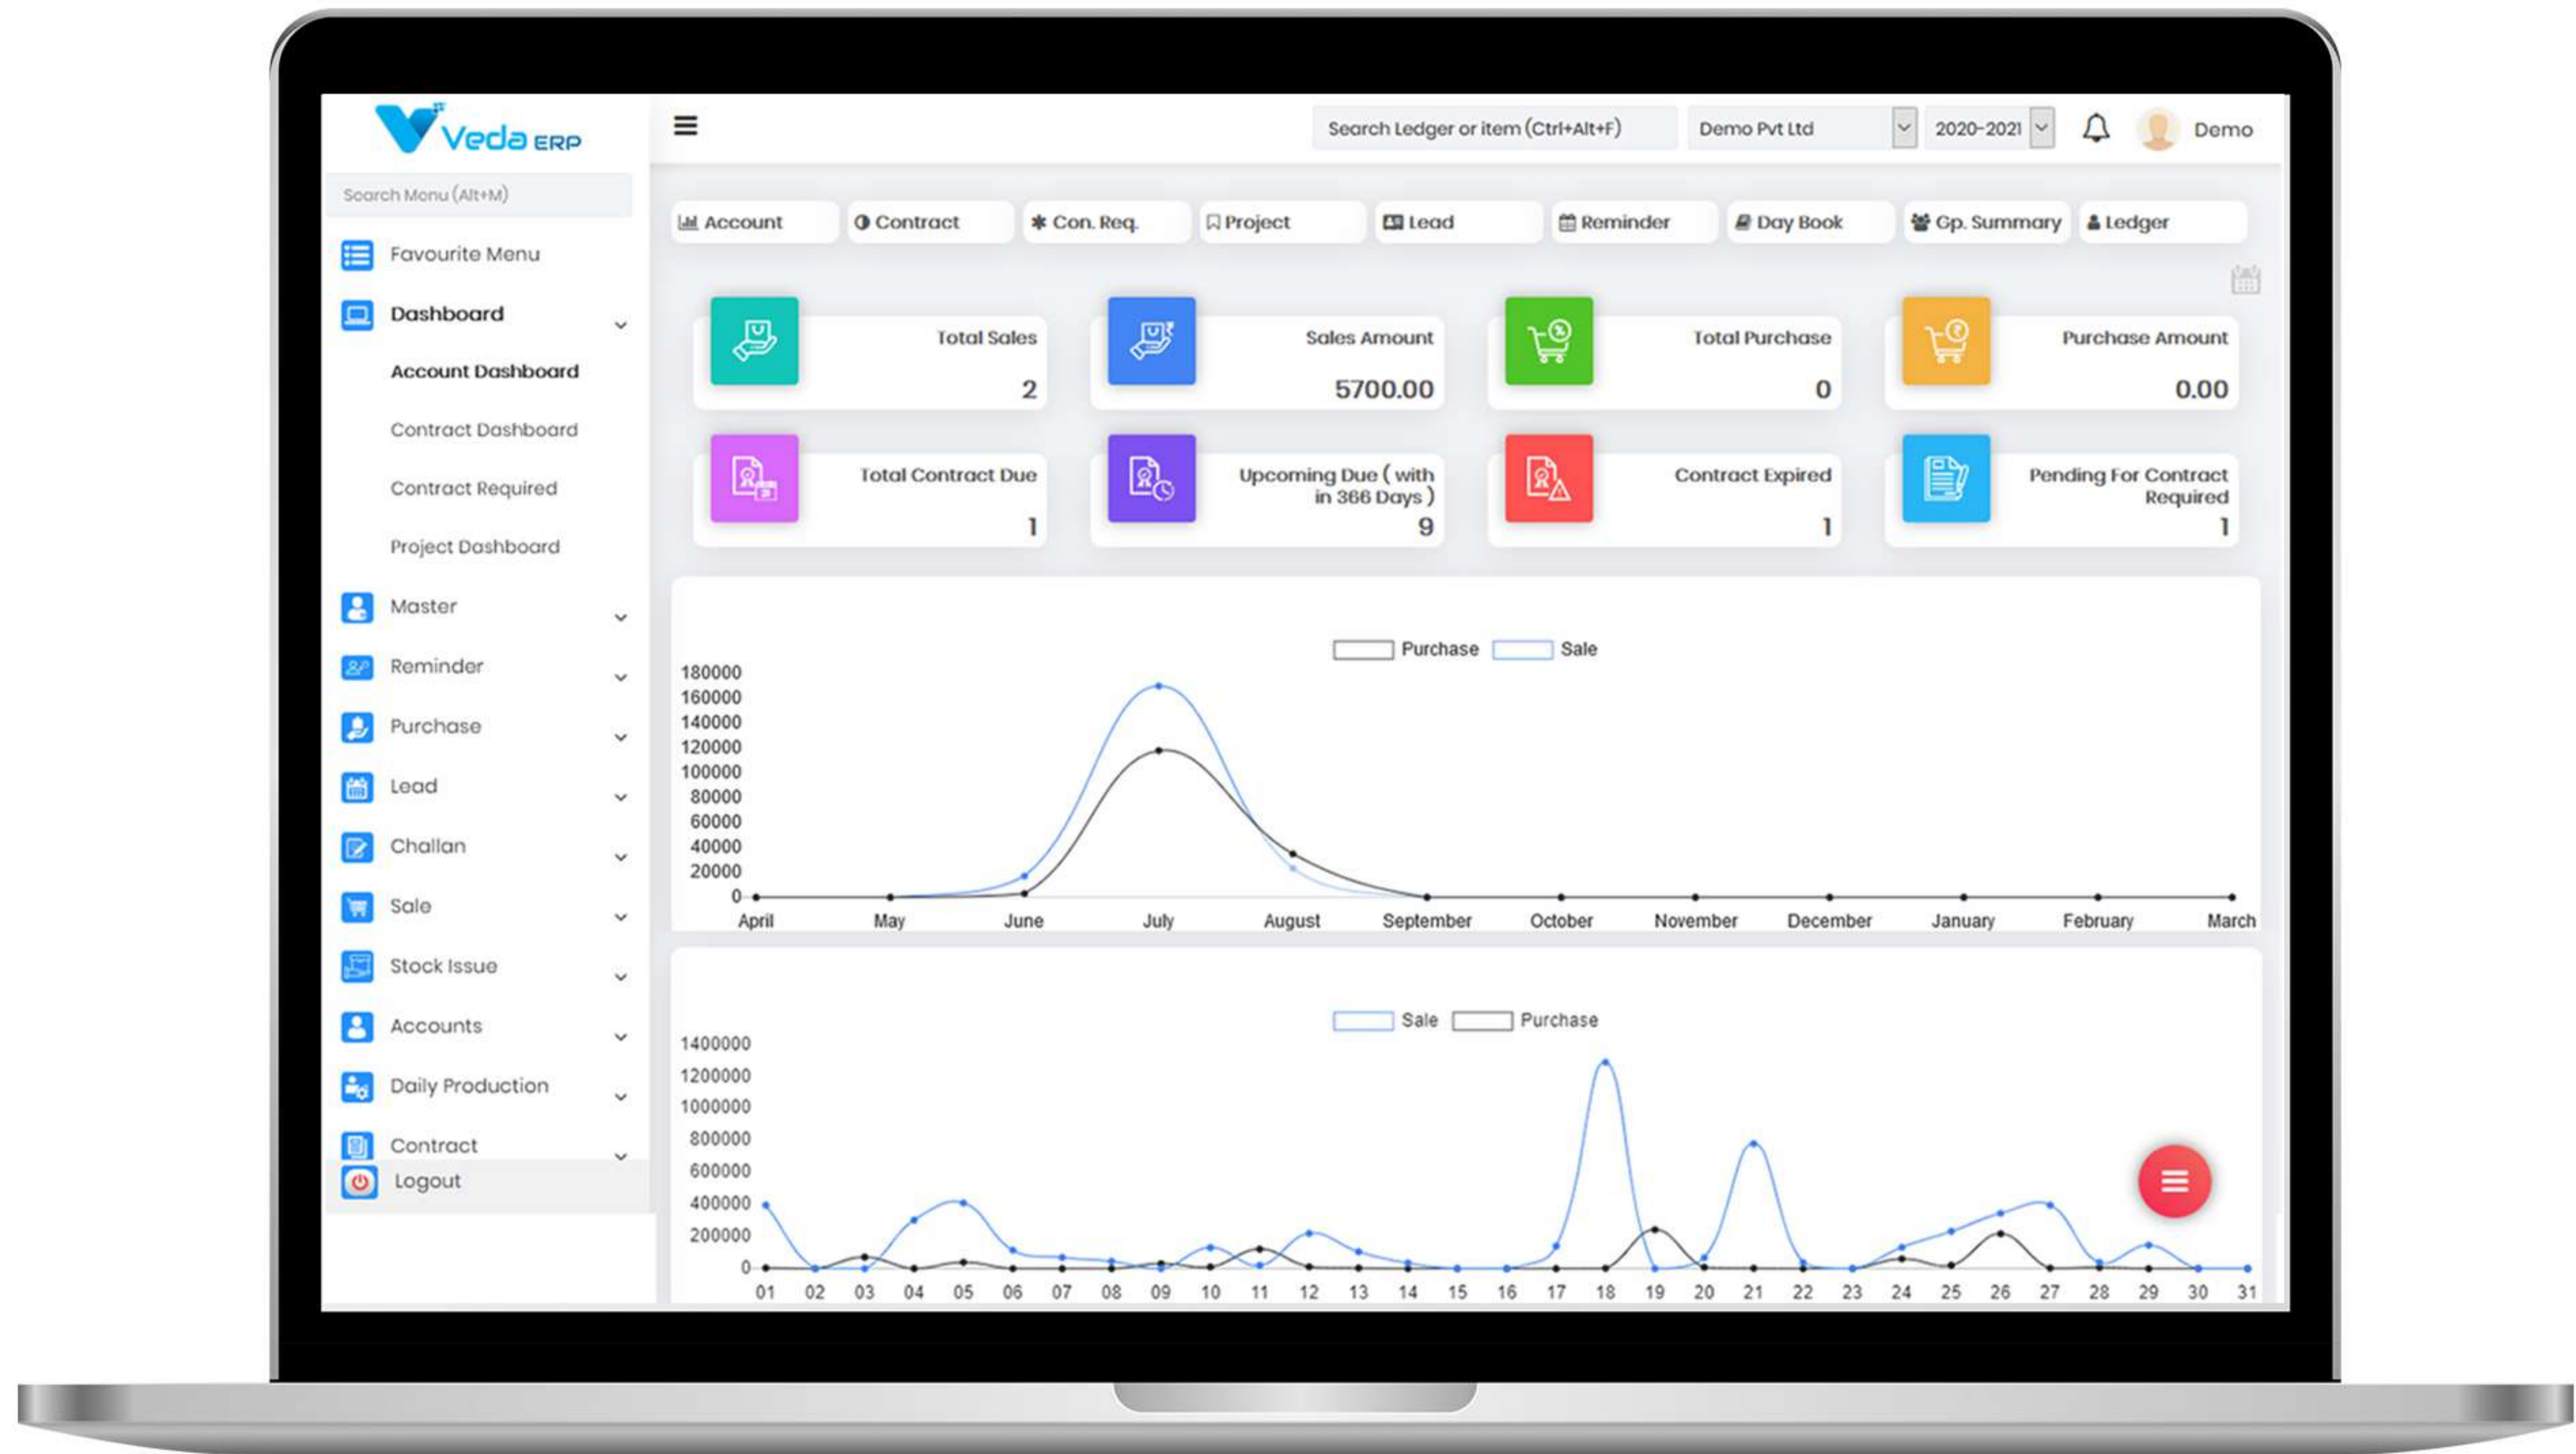 Veda ERP
Search Ledger or item (Ctrl+Alt+F)
Demo Pvt Ltd
2020-2021
Demo
Search Menu (Alt+M)
Favourite Menu
Dashboard
Account Dashboard
Contract Dashboard
Contract Required
Project Dashboard
Master
Reminder
Purchase
Lead
Challan
Sale
Stock Issue
Accounts
Daily Production
Contract
Logout
Account
Contract
Con. Req.
Project
Lead
Reminder
Day Book
Gp. Summary
Ledger
Total Sales
2
Sales Amount
5700.00
Total Purchase
0
Purchase Amount
0.00
Total Contract Due
1
Upcoming Due ( with
in 366 Days )
9
Contract Expired
1
Pending For Contract
Required
1
Purchase Sale
180000
160000
140000
120000
100000
80000
60000
40000
20000
0
April May June July August September October November December January February March
Sale Purchase
1400000
1200000
1000000
800000
600000
400000
200000
0
01 02 03 04 05 06 07 08 09 10 11 12 13 14 15 16 17 18 19 20 21 22 23 24 25 26 27 28 29 30 31